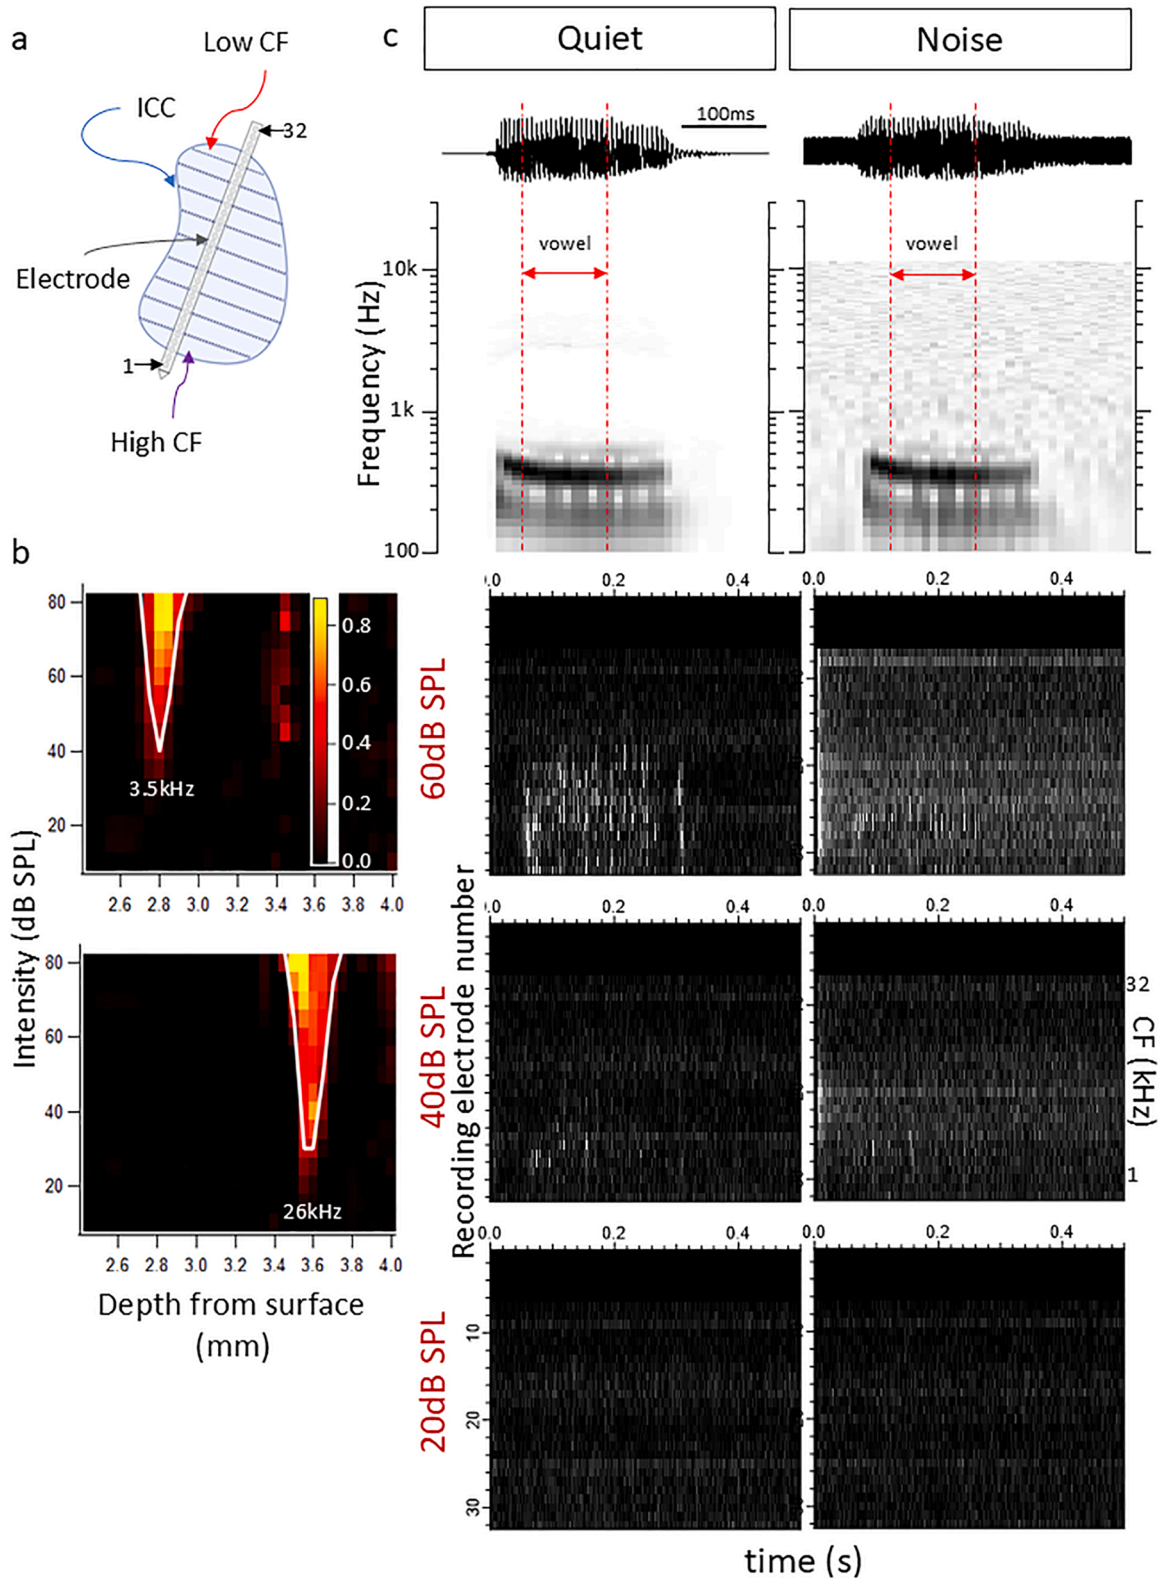 a
Low CF
ICC
32
Electrode
1
High CF
c
Quiet
Noise
100ms
vowel
vowel
Frequency (Hz)
10k
1k
100
b
80
60
40
20
0.8
0.6
0.4
0.2
0.0
3.5kHz
2.6 2.8 3.0 3.2 3.4 3.6 3.8 4.0
Intensity (dB SPL)
80
60
40
20
26kHz
2.6 2.8 3.0 3.2 3.4 3.6 3.8 4.0
Depth from surface
(mm)
0.0 0.2 0.4
0.0 0.2 0.4
60dB SPL
0.0 0.2 0.4
0.0 0.2 0.4
40dB SPL
Recording electrode number
32
CF (kHz)
1
0.0 0.2 0.4
0.0 0.2 0.4
20dB SPL
10
20
30
time (s)